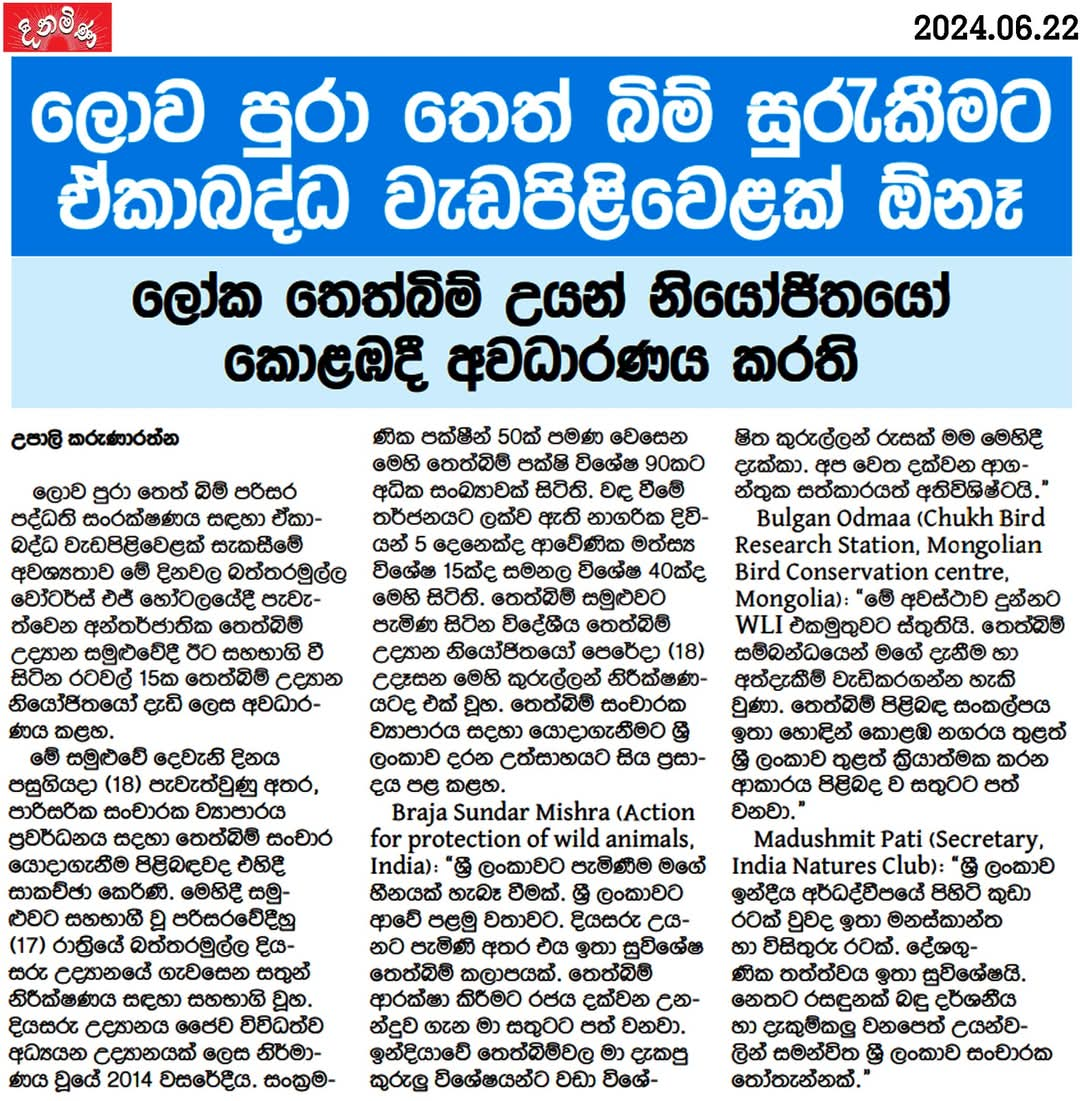 දිනමිණ
2024.06.22
ලොව පුරා තෙත් බිම් සුරැකීමට
ඒකාබද්ධ වැඩපිළිවෙළක් ඕනෑ
ලෝක තෙත්බිම් උයන් නියෝජිතයෝ
කොළඹදී අවධාරණය කරති
උපාලි කරුණාරත්න
ලොව පුරා තෙත් බිම් පරිසර
පද්ධති සංරක්ෂණය සඳහා ඒකා-
බද්ධ වැඩපිළිවෙළක් සැකසීමේ
අවශ්‍යතාව මේ දිනවල බත්තරමුල්ල
වෝටර්ස් එජ් හෝටලයේදී පැවැ-
ත්වෙන අන්තර්ජාතික තෙත්බිම්
උද්‍යාන සමුළුවේදී ඊට සහභාගි වී
සිටින රටවල් 15ක තෙත්බිම් උද්‍යාන
නියෝජිතයෝ දැඩි ලෙස අවධාර-
ණය කළහ.
මේ සමුළුවේ දෙවැනි දිනය
පසුගියදා (18) පැවැත්වුණු අතර,
පාරිසරික සංචාරක ව්‍යාපාරය
ප්‍රවර්ධනය සඳහා තෙත්බිම් සංචාර
යොදාගැනීම පිළිබඳවද එහිදී
සාකච්ඡා කෙරිණි. මෙහිදී සමු-
ළුවට සහභාගී වූ පරිසරවේදීහු
(17) රාත්‍රියේ බත්තරමුල්ල දිය-
සරු උද්‍යානයේ ගැවසෙන සතුන්
නිරීක්ෂණය සඳහා සහභාගි වූහ.
දියසරු උද්‍යානය ජෛව විවිධත්ව
අධ්‍යයන උද්‍යානයක් ලෙස නිර්මා-
ණය වූයේ 2014 වසරේදීය. සංක්‍රම-
ණික පක්ෂීන් 50ක් පමණ වෙසෙන
මෙහි තෙත්බිම් පක්ෂි විශේෂ 90කට
අධික සංඛ්‍යාවක් සිටිති. වඳ වීමේ
තර්ජනයට ලක්ව ඇති නාගරික දිවි-
යන් 5 දෙනෙක්ද ආවේණික මත්ස්‍ය
විශේෂ 15ක්ද සමනල විශේෂ 40ක්ද
මෙහි සිටිති. තෙත්බිම් සමුළුවට
පැමිණ සිටින විදේශීය තෙත්බිම්
උද්‍යාන නියෝජිතයෝ පෙරේදා (18)
උදෑසන මෙහි කුරුල්ලන් නිරීක්ෂණ-
යටද එක් වූහ. තෙත්බිම් සංචාරක
ව්‍යාපාරය සඳහා යොදාගැනීමට ශ්‍රී
ලංකාව දරන උත්සාහයට සිය ප්‍රසා-
දය පළ කළහ.
Braja Sundar Mishra (Action
for protection of wild animals,
India): “ශ්‍රී ලංකාවට පැමිණීම මගේ
හීනයක් හැබෑ වීමක්. ශ්‍රී ලංකාවට
ආවේ පළමු වතාවට. දියසරු උය-
නට පැමිණි අතර එය ඉතා සුවිශේෂ
තෙත්බිම් කලාපයක්. තෙත්බිම්
ආරක්ෂා කිරීමට රජය දක්වන උන-
න්දුව ගැන මා සතුටට පත් වනවා.
ඉන්දියාවේ තෙත්බිම්වල මා දැකපු
කුරුලු විශේෂයන්ට වඩා විශේ-
ෂිත කුරුල්ලන් රුසක් මම මෙහිදී
දැක්කා. අප වෙත දක්වන ආග-
න්තුක සත්කාරයත් අතිවිශිෂ්ටයි.”
Bulgan Odmaa (Chukh Bird
Research Station, Mongolian
Bird Conservation centre,
Mongolia): “මේ අවස්ථාව දුන්නට
WLI එකමුතුවට ස්තුතියි. තෙත්බිම්
සම්බන්ධයෙන් මගේ දැනීම හා
අත්දැකීම් වැඩිකරගන්න හැකි
වුණා. තෙත්බිම් පිළිබඳ සංකල්පය
ඉතා හොඳින් කොළඹ නගරය තුළත්
ශ්‍රී ලංකාව තුළත් ක්‍රියාත්මක කරන
ආකාරය පිළිබඳ ව සතුටට පත්
වනවා.”
Madushmit Pati (Secretary,
India Natures Club): “ශ්‍රී ලංකාව
ඉන්දීය අර්ධද්වීපයේ පිහිටි කුඩා
රටක් වුවද ඉතා මනස්කාන්ත
හා විසිතුරු රටක්. දේශගු-
ණික තත්ත්වය ඉතා සුවිශේෂයි.
නෙතට රසඳුනක් බඳු දර්ශනීය
හා දැකුම්කලු වනපෙත් උයන්ව-
ලින් සමන්විත ශ්‍රී ලංකාව සංචාරක
තෝතැන්නක්.”